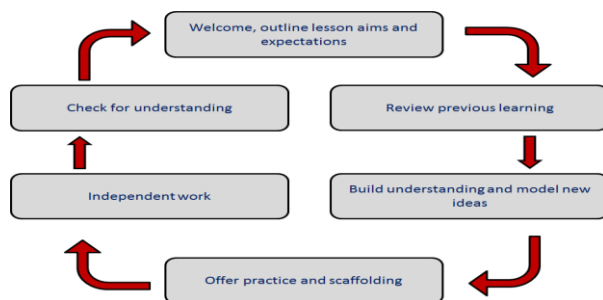 Welcome, outline lesson aims and
expectations
Review previous learning
Build understanding and model new
ideas
Offer practice and scaffolding
Independent work
Check for understanding